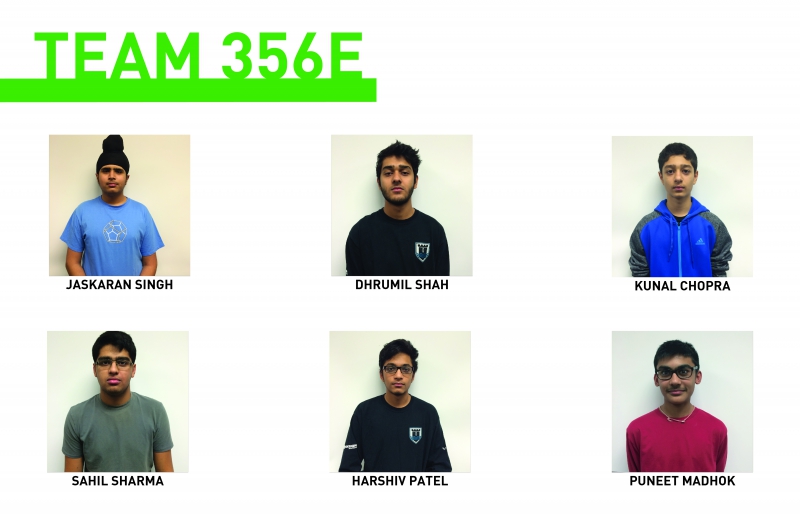 TEAM 356E
JASKARAN SINGH
DHRUMIL SHAH
KUNAL CHOPRA
SAHIL SHARMA
HARSHIV PATEL
PUNEET MADHOK